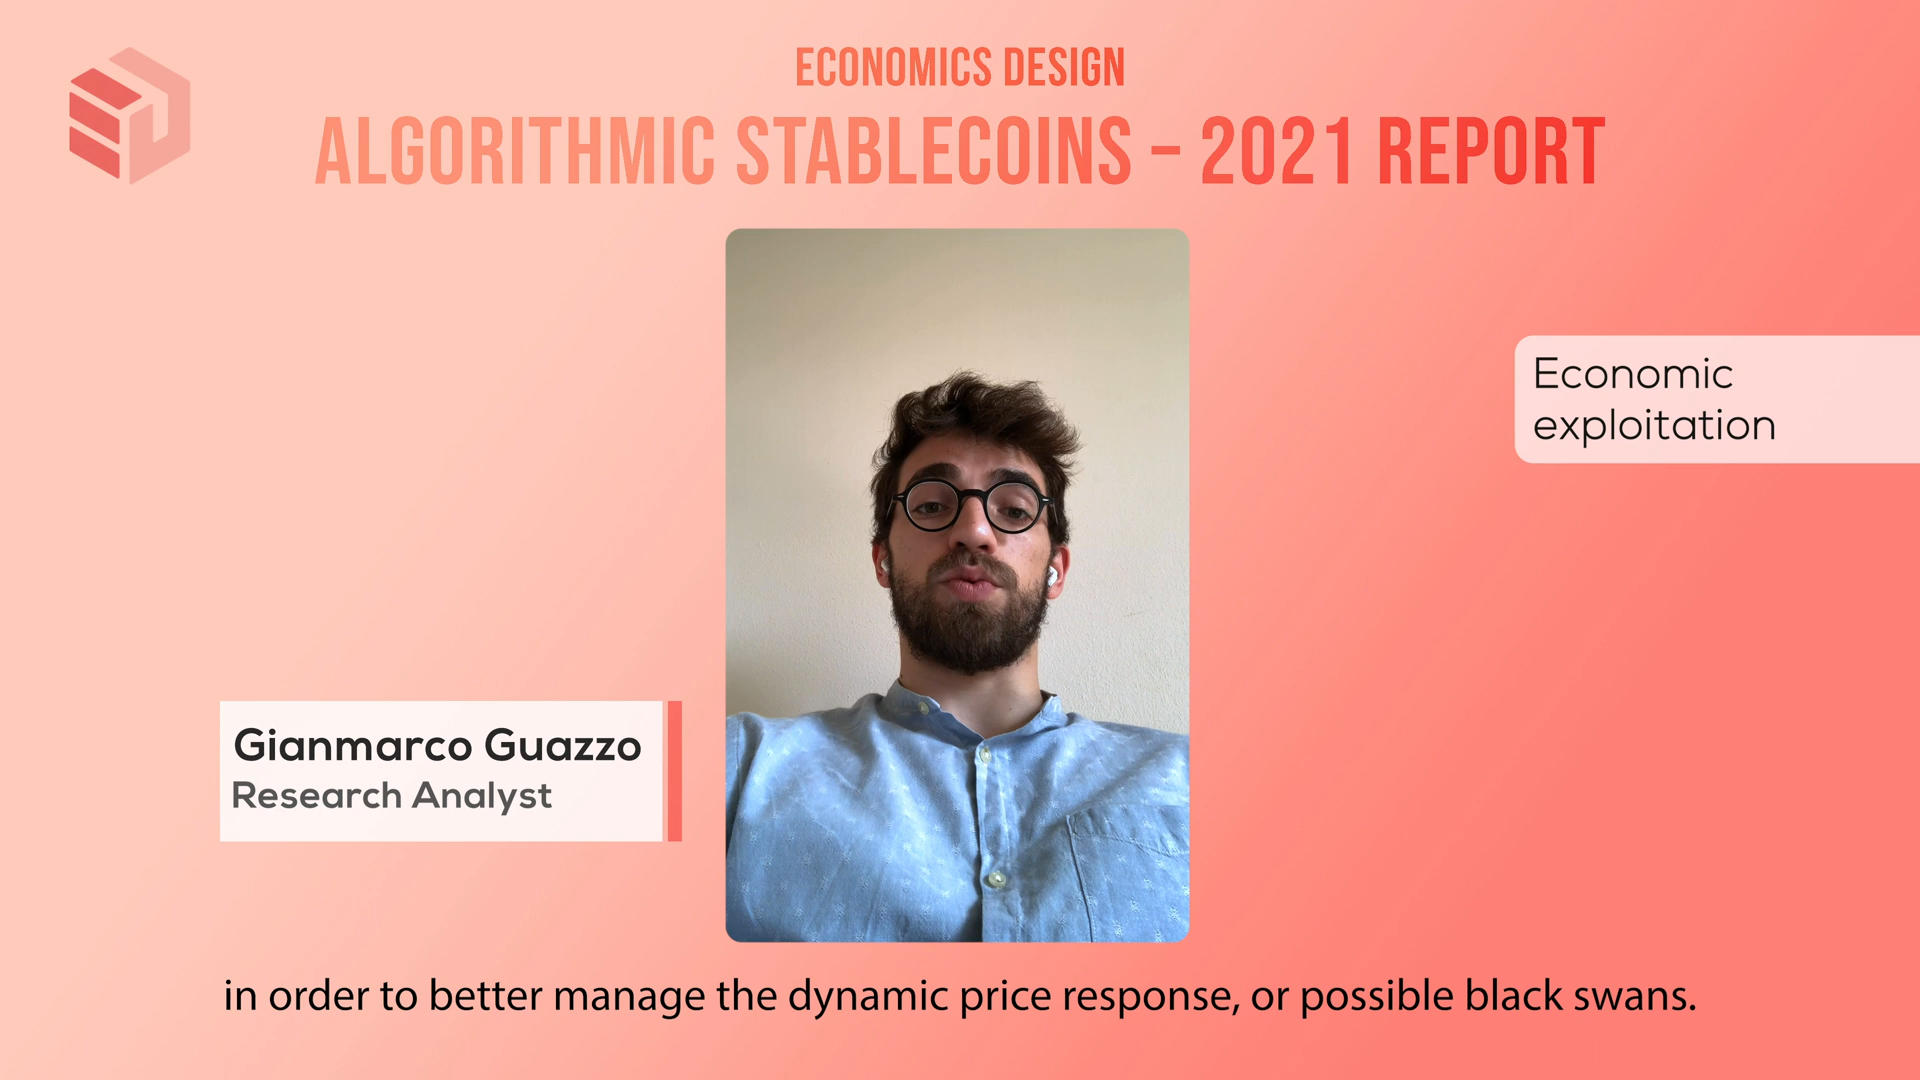 ECONOMICS DESIGN
ALGORITHMIC STABLECOINS – 2021 REPORT
Economic
exploitation
Gianmarco Guazzo
Research Analyst
in order to better manage the dynamic price response, or possible black swans.